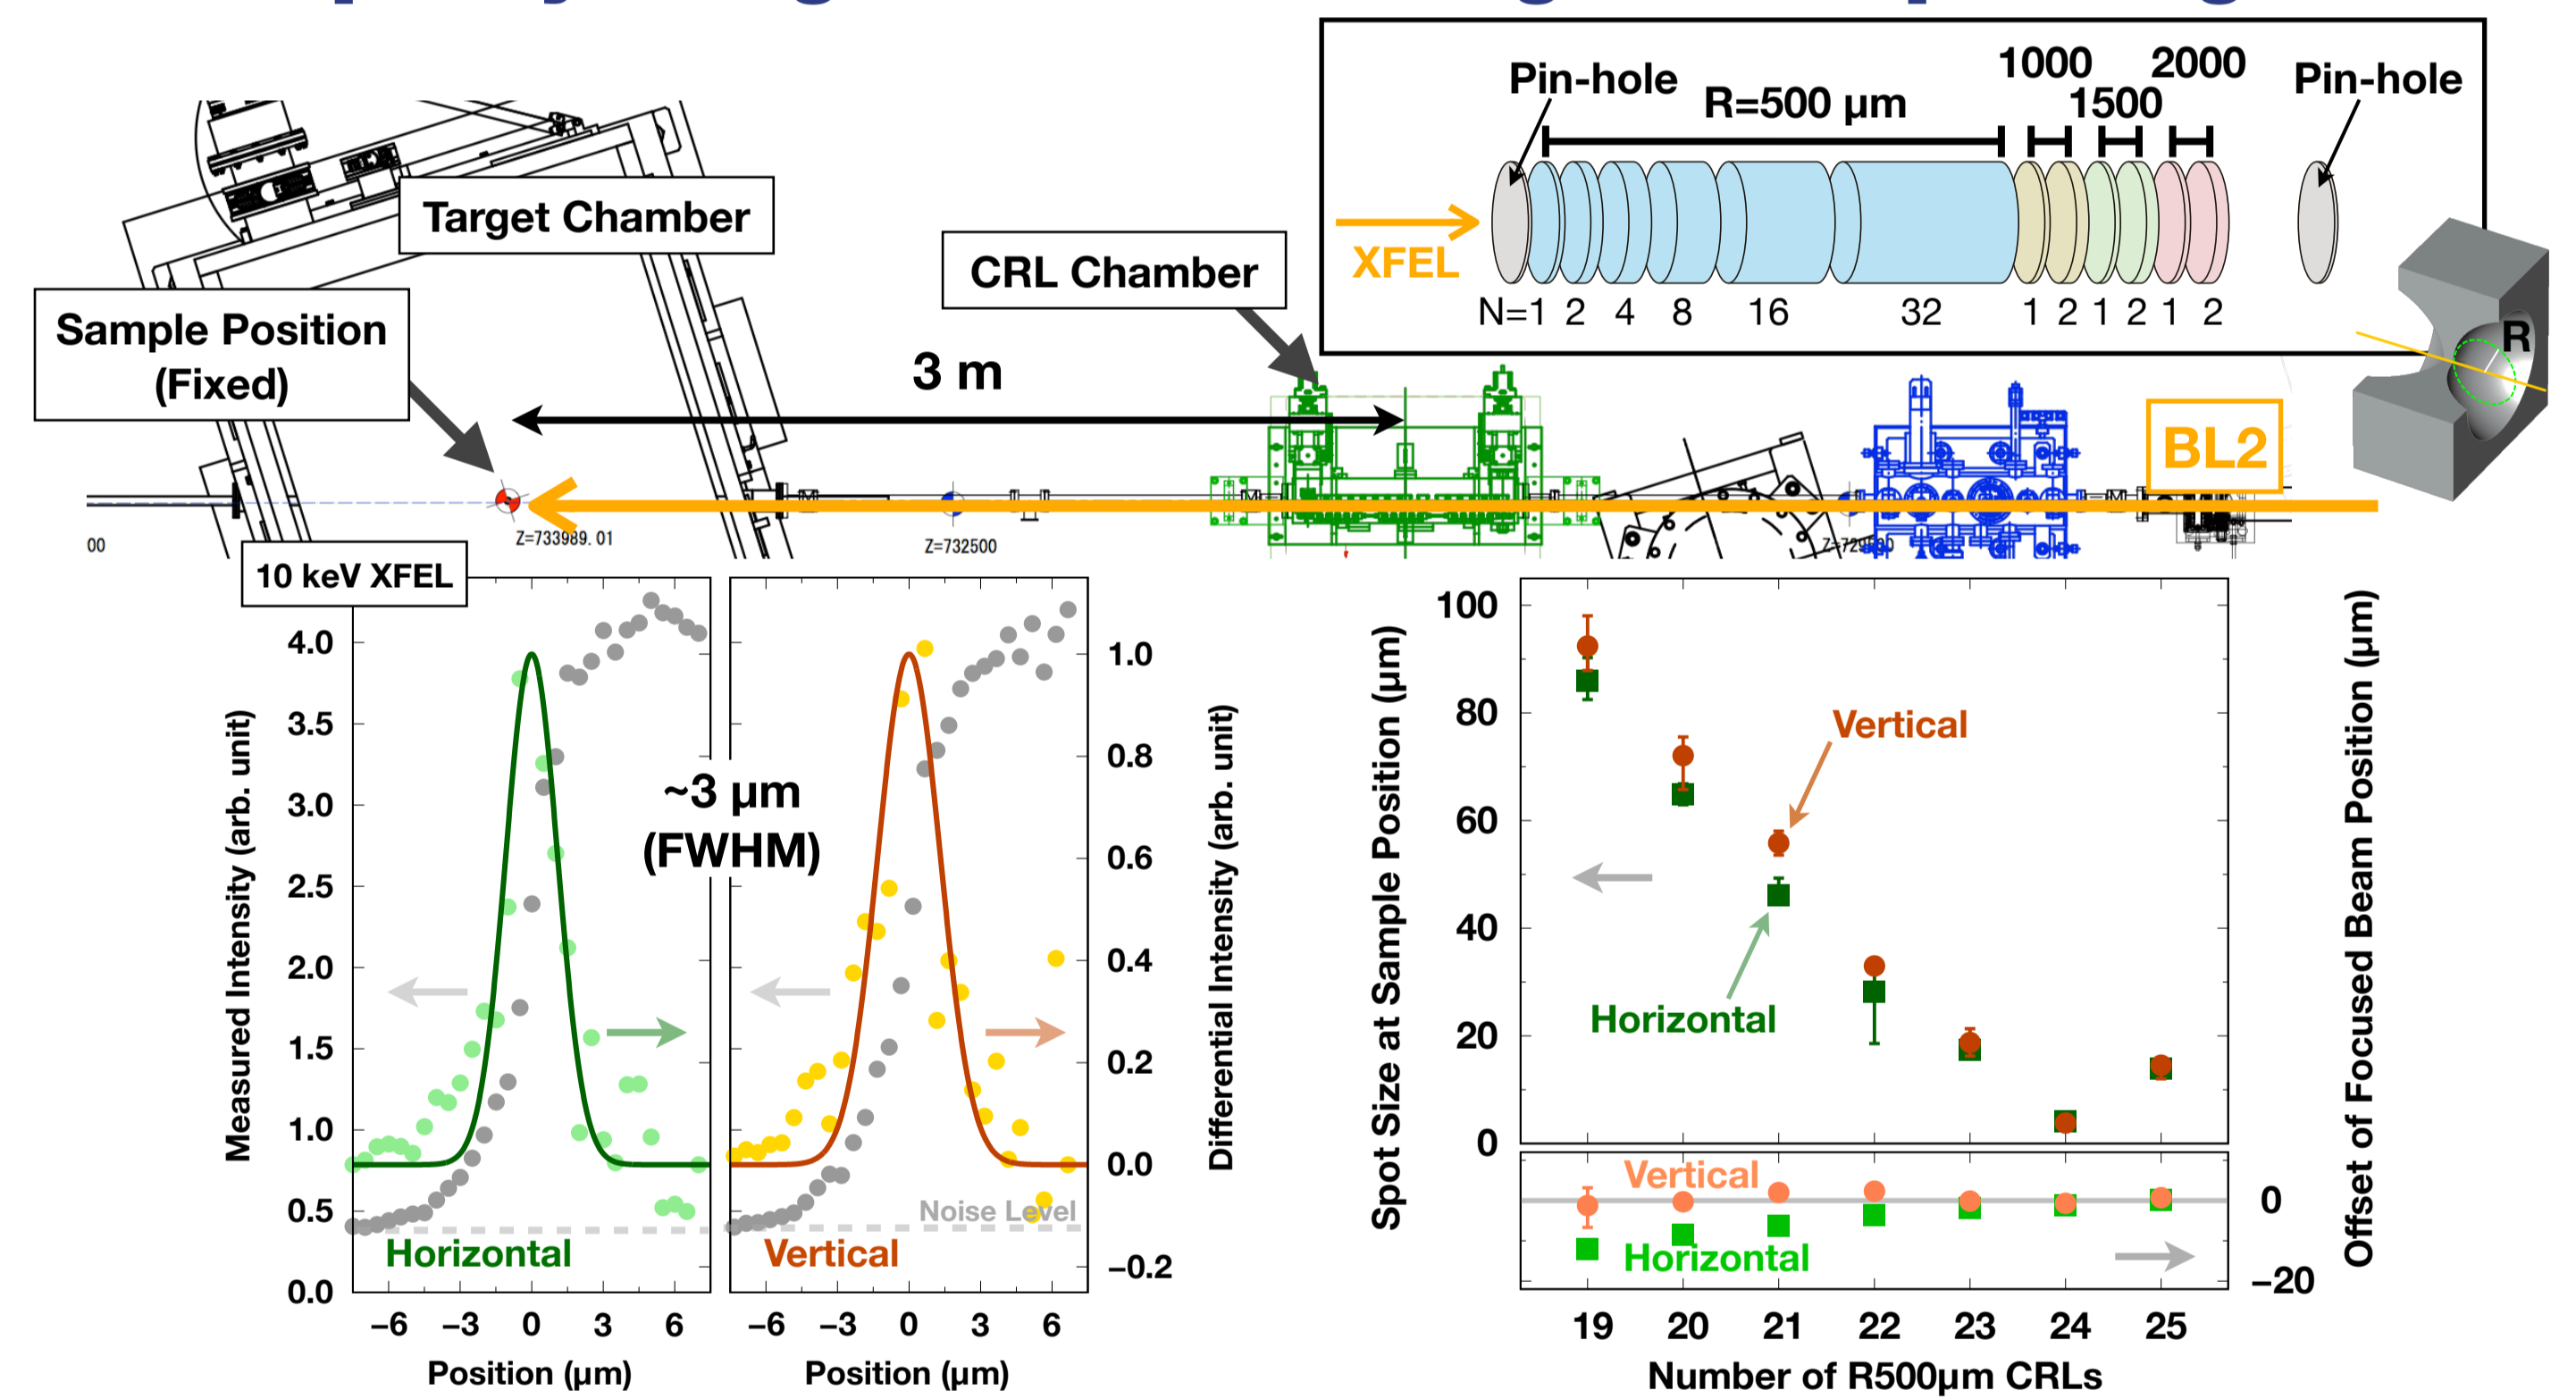 Pin-hole
R=500 µm
1000
1500
2000
Pin-hole
XFEL
N=1 2 4 8 16 32 1 2 1 2 1 2
R
Target Chamber
CRL Chamber
Sample Position
(Fixed)
3 m
BL2
00
Z=733989.01
Z=732500
10 keV XFEL
Measured Intensity (arb. unit)
4.0
3.5
3.0
2.5
2.0
1.5
1.0
0.5
0.0
Horizontal
−6 −3 0 3 6
Position (µm)
~3 µm
(FWHM)
Noise Level
Vertical
−6 −3 0 3 6
Position (µm)
1.0
0.8
0.6
0.4
0.2
0.0
−0.2
Differential Intensity (arb. unit)
Spot Size at Sample Position (µm)
100
80
60
40
20
0
Vertical
Horizontal
Vertical
Horizontal
0
−20
Offset of Focused Beam Position (µm)
19 20 21 22 23 24 25
Number of R500µm CRLs